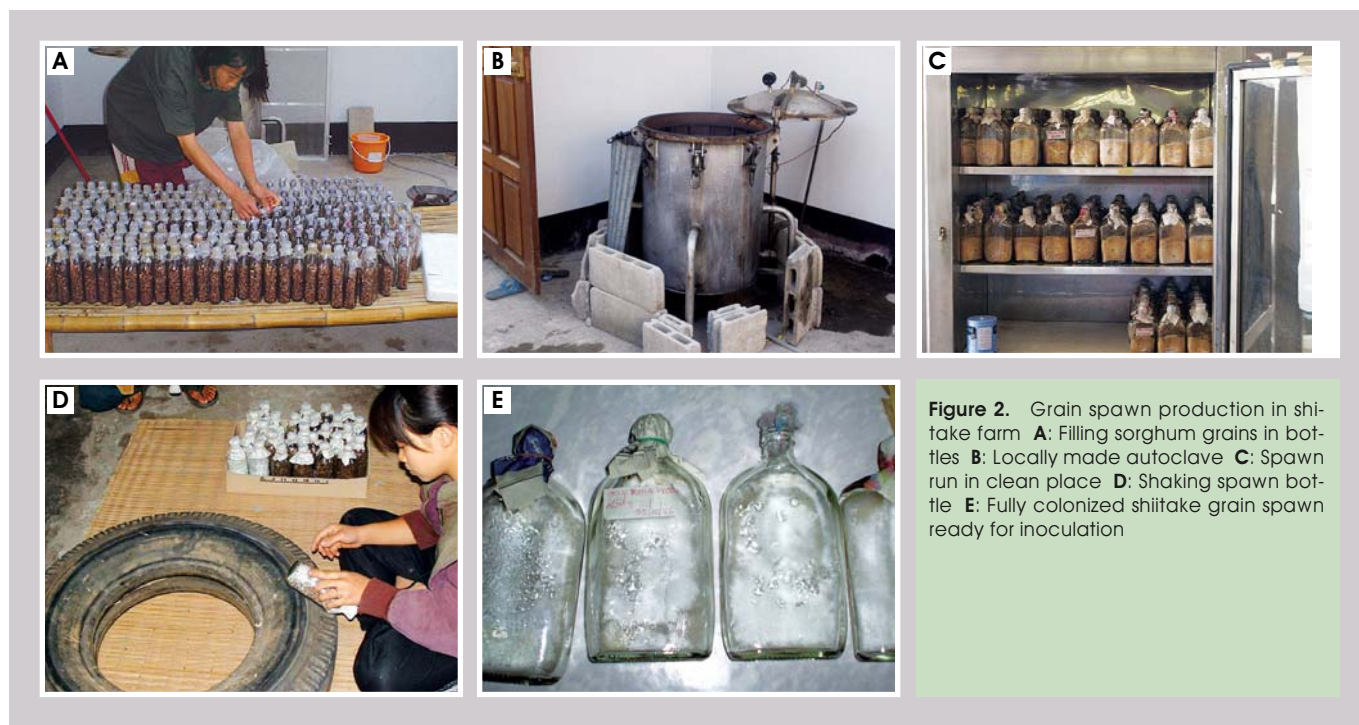 A
B
C
D
E
Figure 2. Grain spawn production in shi-
take farm A: Filling sorghum grains in bot-
tles B: Locally made autoclave C: Spawn
run in clean place D: Shaking spawn bot-
tle E: Fully colonized shiitake grain spawn
ready for inoculation